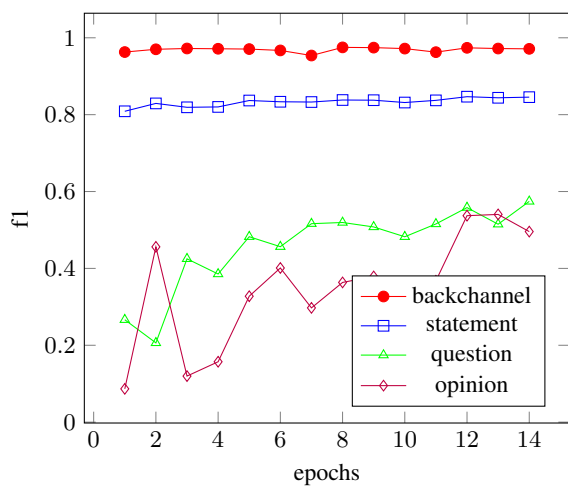 1
0.8
0.6
0.4
0.2
0
f1
backchannel
statement
question
opinion
0 2 4 6 8 10 12 14
epochs